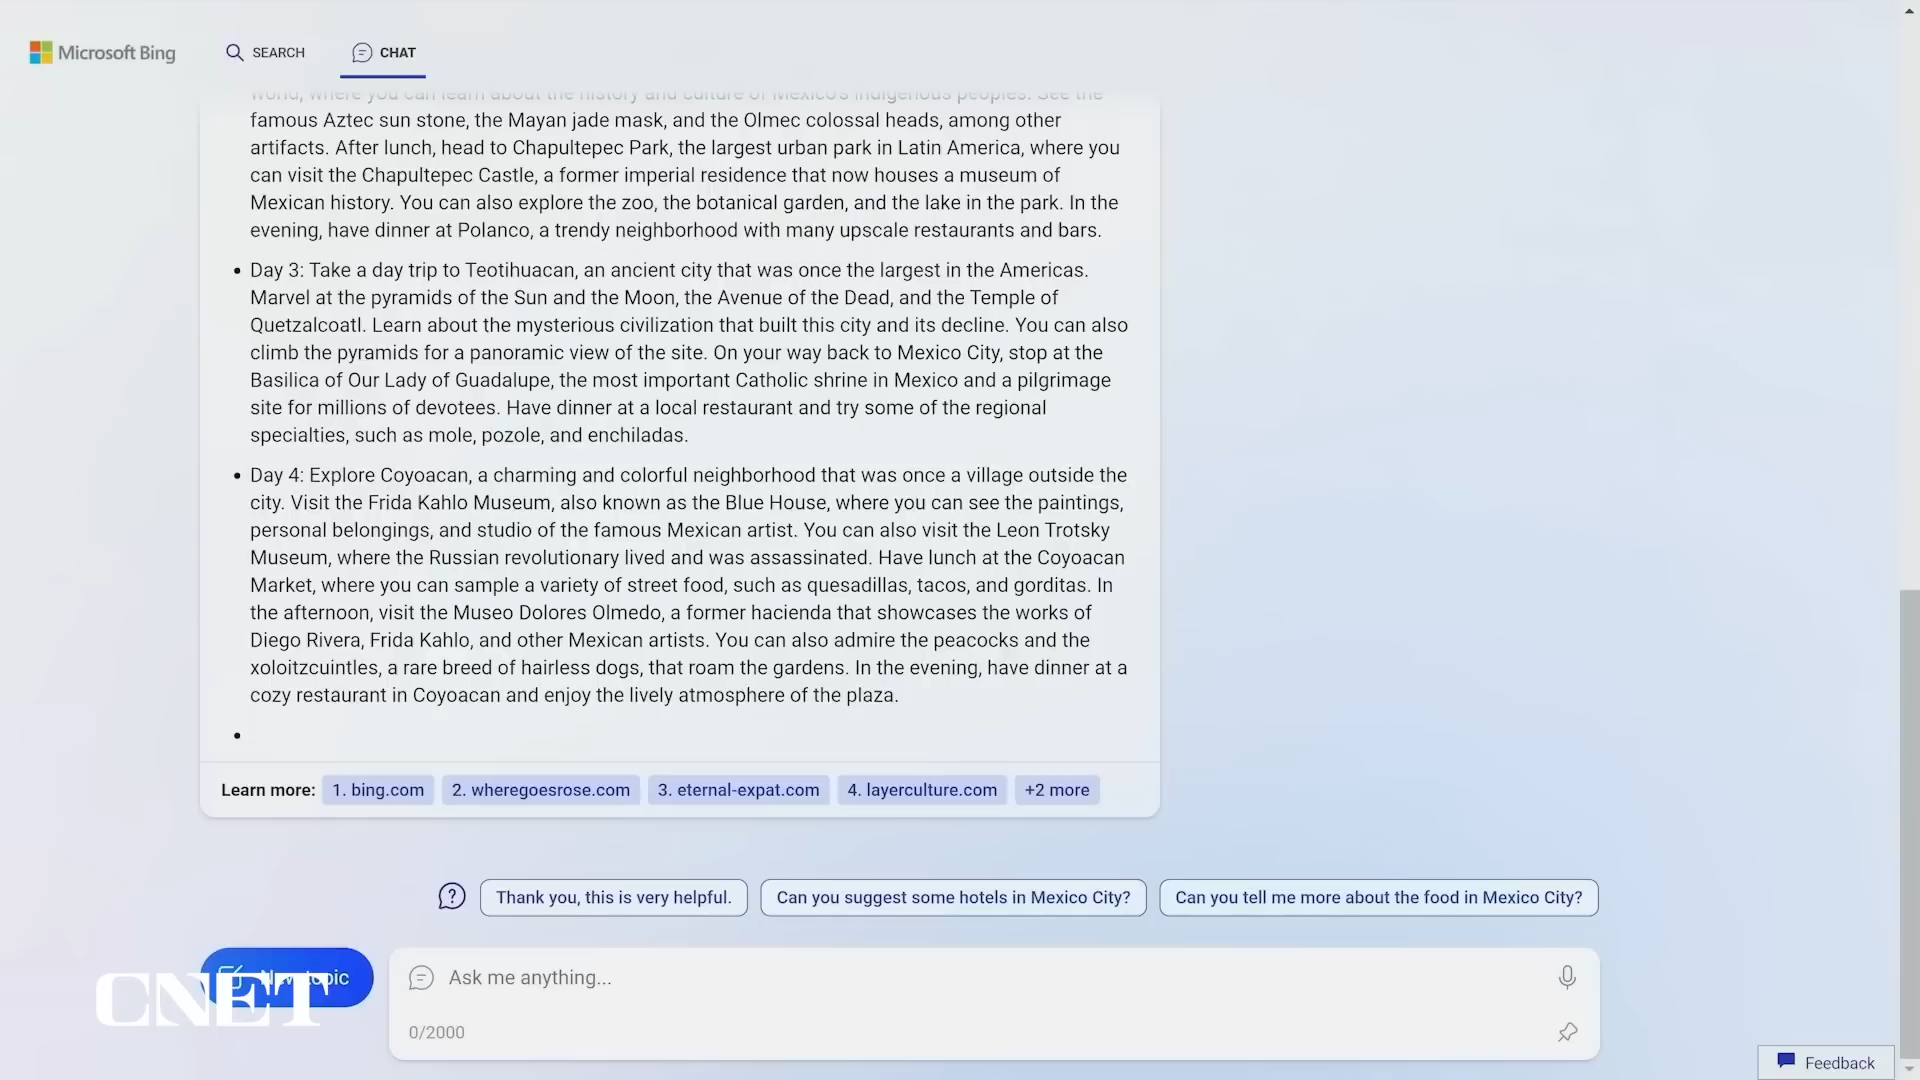 Microsoft Bing
SEARCH
CHAT
world, where you can learn about the history and culture of Mexico's indigenous peoples. See the
famous Aztec sun stone, the Mayan jade mask, and the Olmec colossal heads, among other
artifacts. After lunch, head to Chapultepec Park, the largest urban park in Latin America, where you
can visit the Chapultepec Castle, a former imperial residence that now houses a museum of
Mexican history. You can also explore the zoo, the botanical garden, and the lake in the park. In the
evening, have dinner at Polanco, a trendy neighborhood with many upscale restaurants and bars.
• Day 3: Take a day trip to Teotihuacan, an ancient city that was once the largest in the Americas.
Marvel at the pyramids of the Sun and the Moon, the Avenue of the Dead, and the Temple of
Quetzalcoatl. Learn about the mysterious civilization that built this city and its decline. You can also
climb the pyramids for a panoramic view of the site. On your way back to Mexico City, stop at the
Basilica of Our Lady of Guadalupe, the most important Catholic shrine in Mexico and a pilgrimage
site for millions of devotees. Have dinner at a local restaurant and try some of the regional
specialties, such as mole, pozole, and enchiladas.
• Day 4: Explore Coyoacan, a charming and colorful neighborhood that was once a village outside the
city. Visit the Frida Kahlo Museum, also known as the Blue House, where you can see the paintings,
personal belongings, and studio of the famous Mexican artist. You can also visit the Leon Trotsky
Museum, where the Russian revolutionary lived and was assassinated. Have lunch at the Coyoacan
Market, where you can sample a variety of street food, such as quesadillas, tacos, and gorditas. In
the afternoon, visit the Museo Dolores Olmedo, a former hacienda that showcases the works of
Diego Rivera, Frida Kahlo, and other Mexican artists. You can also admire the peacocks and the
xoloitzcuintles, a rare breed of hairless dogs, that roam the gardens. In the evening, have dinner at a
cozy restaurant in Coyoacan and enjoy the lively atmosphere of the plaza.
•
Learn more: 1. bing.com 2. wheregoesrose.com 3. eternal-expat.com 4. layerculture.com +2 more
Thank you, this is very helpful.
Can you suggest some hotels in Mexico City?
Can you tell me more about the food in Mexico City?
New topic
CNET
Ask me anything...
0/2000
Feedback